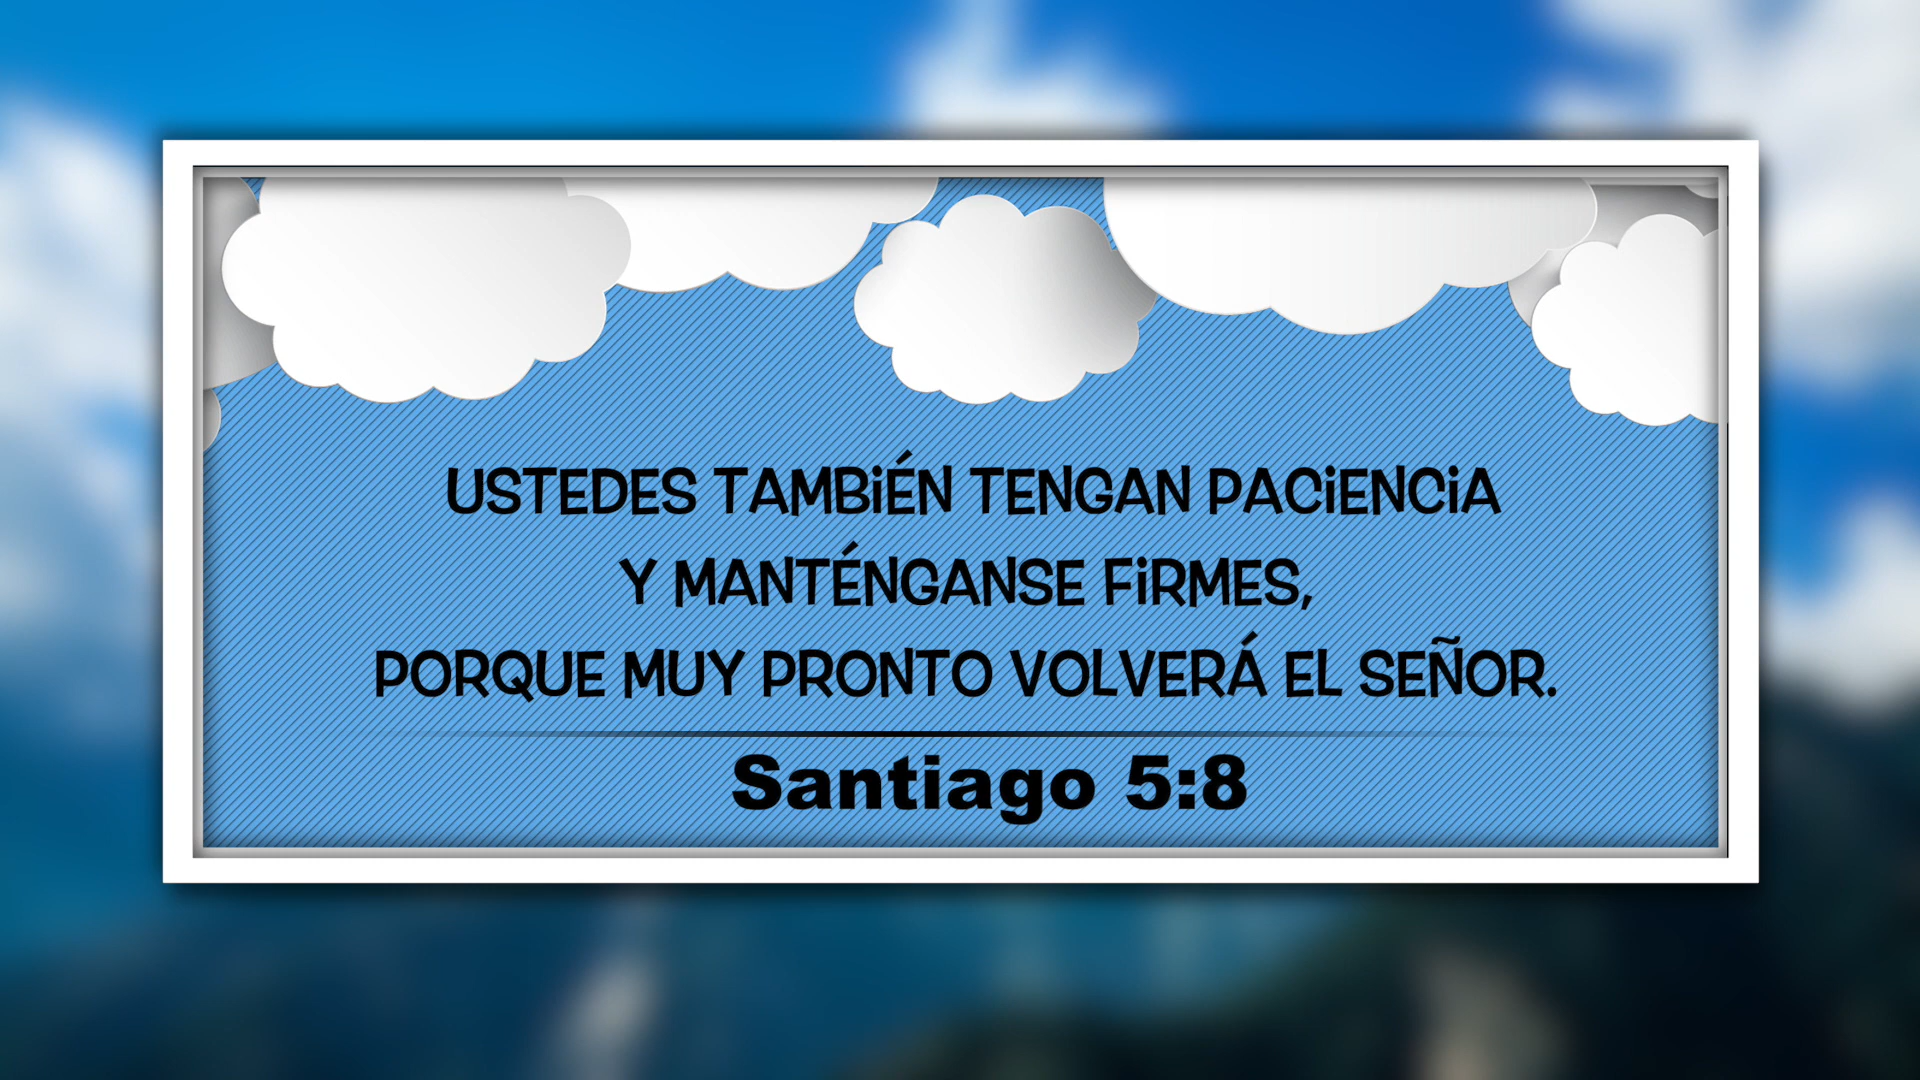 USTEDES TAMBiÉN TENGAN PACiENCiA
Y MANTÉNGANSE FiRMES,
PORQUE MUY PRONTO VOLVERÁ EL SEÑOR.
Santiago 5:8